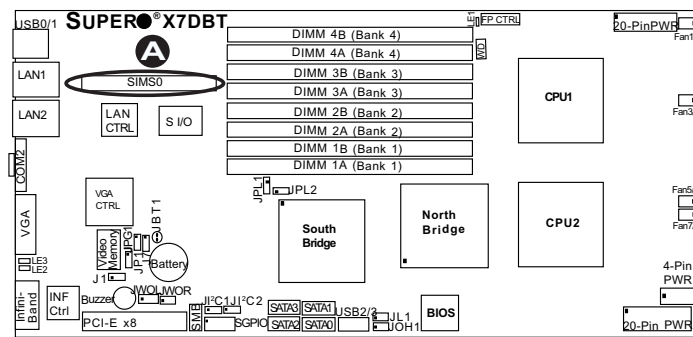 SUPER●®X7DBT
USB0/1
LE1
FP CTRL
20-PinPWR
Fan1
A
DIMM 4B (Bank 4)
DIMM 4A (Bank 4)
WD
LAN1
SIMS0
DIMM 3B (Bank 3)
DIMM 3A (Bank 3)
CPU1
Fan3
LAN2
LAN
CTRL
S I/O
DIMM 2B (Bank 2)
DIMM 2A (Bank 2)
DIMM 1B (Bank 1)
DIMM 1A (Bank 1)
COM2
JPL1
JPL2
VGA
CTRL
VGA
JBT1
South
Bridge
North
Bridge
CPU2
Fan5/
Fan7/
Video
Memory
JPG1
JP1
Battery
LE3
LE2
J1
4-Pin
PWR
Infini-
Band
INF
Ctrl
Buzzer
JWOL
JWOR
PCI-E x8
SMB
JI²C1
JI²C2
SGPIO
SATA3
SATA1
SATA2
SATA0
USB2/3
JL1
JOH1
BIOS
20-Pin PWR